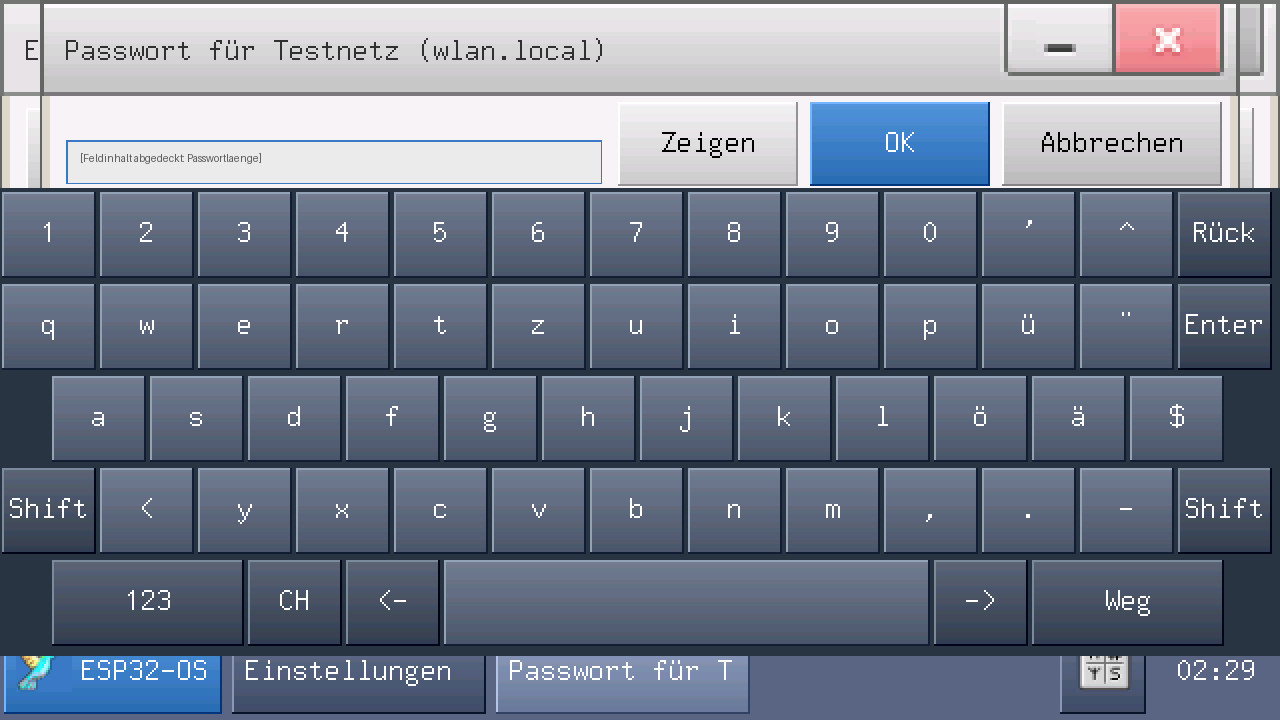 E Passwort für Testnetz (wlan.local)
[Feldinhalt abgedeckt Passwortlaenge] Zeigen OK Abbrechen
1 2 3 4 5 6 7 8 9 0 ' ^ Rück
q w e r t z u i o p ü ¨ Enter
a s d f g h j k l ö ä $
Shift < y x c v b n m , . - Shift
123 CH <- -> Weg
ESP32-OS Einstellungen Passwort für T 02:29